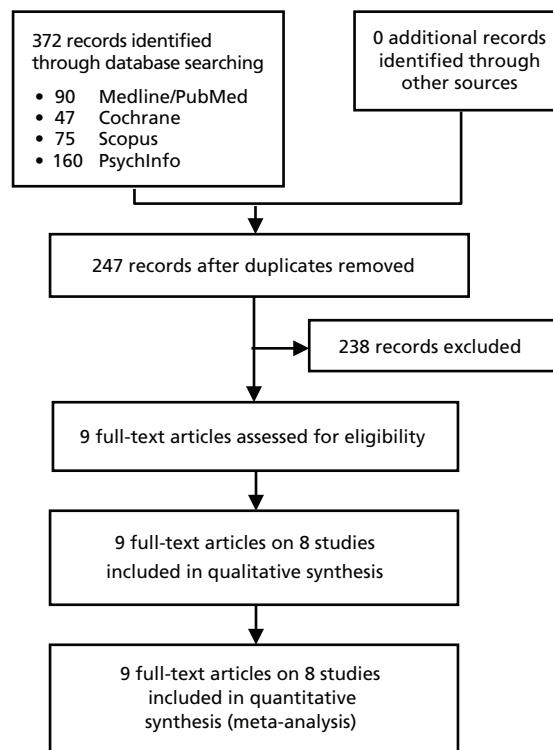 372 records identified
through database searching
• 90 Medline/PubMed
• 47 Cochrane
• 75 Scopus
• 160 PsychInfo
0 additional records
identified through
other sources
247 records after duplicates removed
238 records excluded
9 full-text articles assessed for eligibility
9 full-text articles on 8 studies
included in qualitative synthesis
9 full-text articles on 8 studies
included in quantitative
synthesis (meta-analysis)